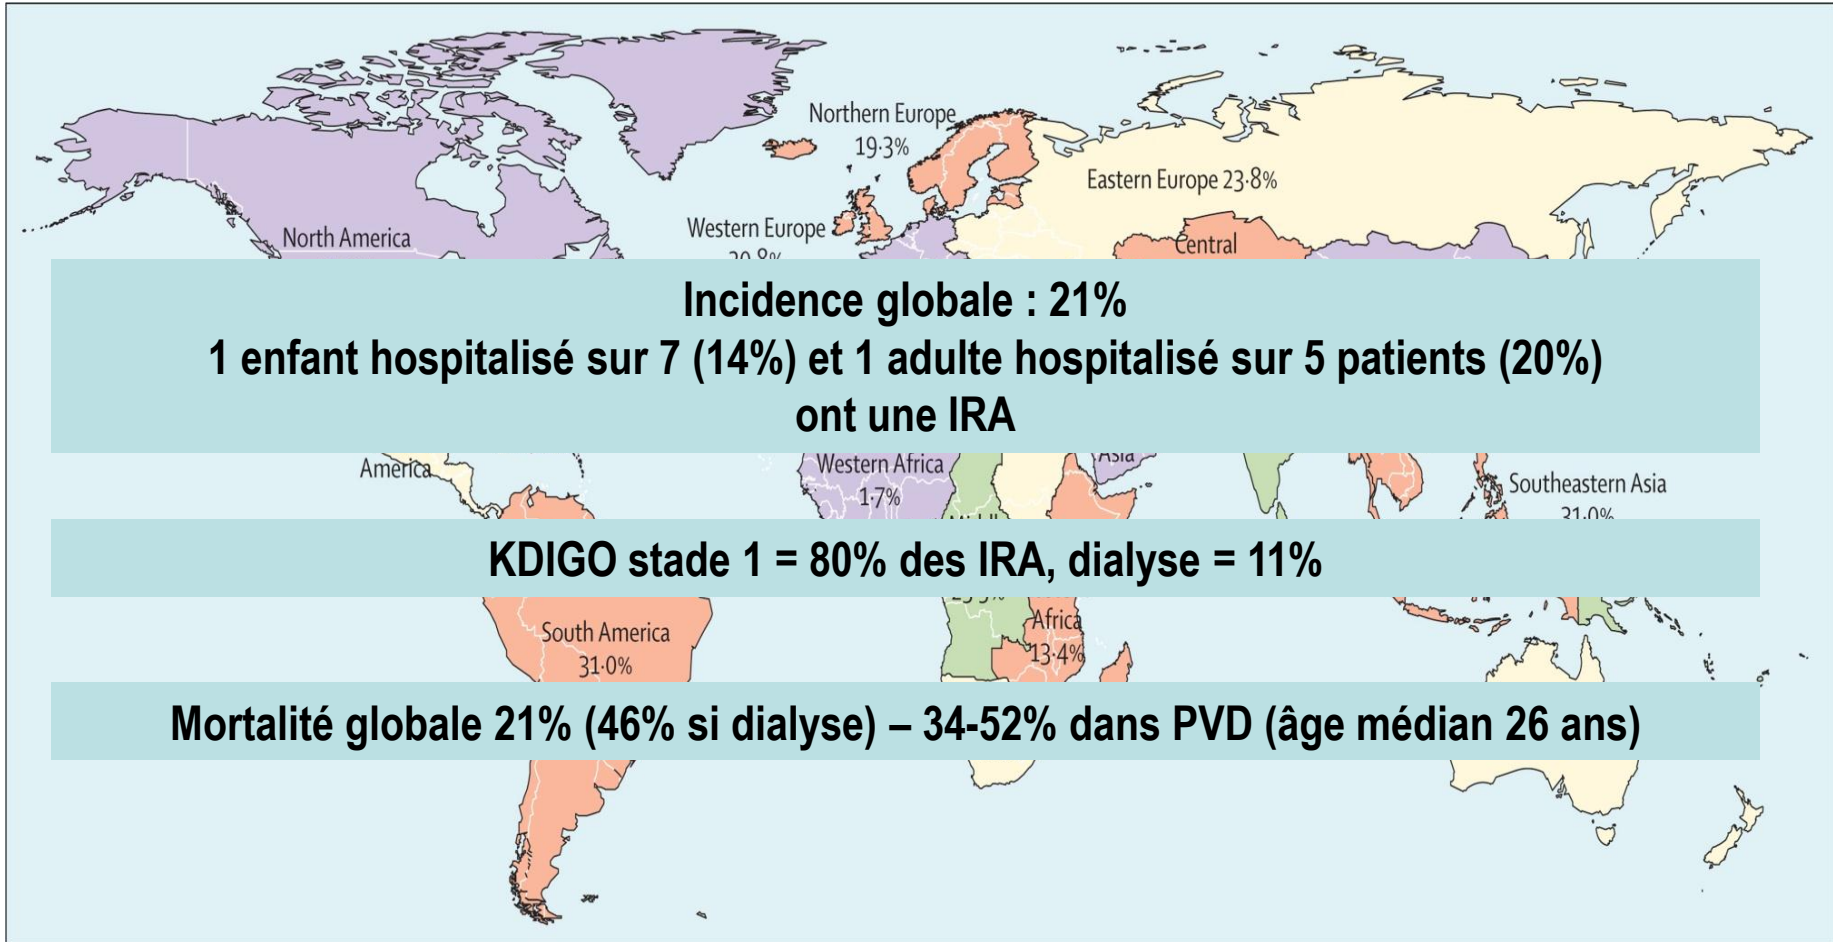 Northern Europe
19·3%
Eastern Europe 23·8%
Western Europe
North America
Central
Incidence globale : 21%
1 enfant hospitalisé sur 7 (14%) et 1 adulte hospitalisé sur 5 patients (20%)
ont une IRA
America
Western Africa
1·7%
Asia
Southeastern Asia
31·0%
KDIGO stade 1 = 80% des IRA, dialyse = 11%
Africa
13·4%
South America
31·0%
Mortalité globale 21% (46% si dialyse) – 34-52% dans PVD (âge médian 26 ans)